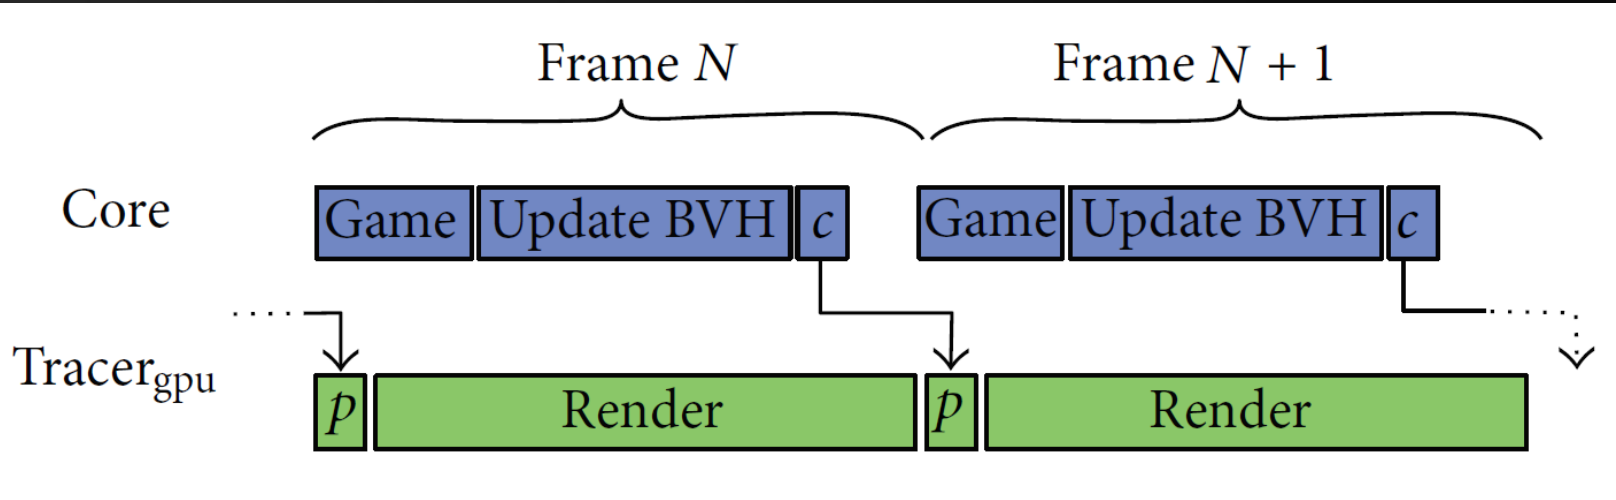 Frame N Frame N + 1
Core Game Update BVH c Game Update BVH c
Tracergpu p Render p Render